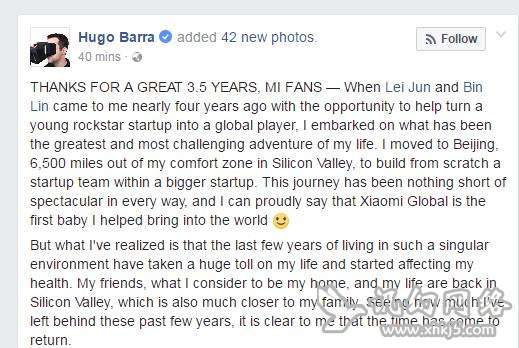 Hugo Barra added 42 new photos.
Follow
40 mins ·
THANKS FOR A GREAT 3.5 YEARS, MI FANS — When Lei Jun and Bin
Lin came to me nearly four years ago with the opportunity to help turn a
young rockstar startup into a global player, I embarked on what has been
the greatest and most challenging adventure of my life. I moved to Beijing,
6,500 miles out of my comfort zone in Silicon Valley, to build from scratch a
startup team within a bigger startup. This journey has been nothing short of
spectacular in every way, and I can proudly say that Xiaomi Global is the
first baby I helped bring into the world
But what I've realized is that the last few years of living in such a singular
environment have taken a huge toll on my life and started affecting my
health. My friends, what I consider to be my home, and my life are back in
Silicon Valley, which is also much closer to my family. Seeing how much I've
left behind these past few years, it is clear to me that the time has come to
return.
www.xnkj5.com